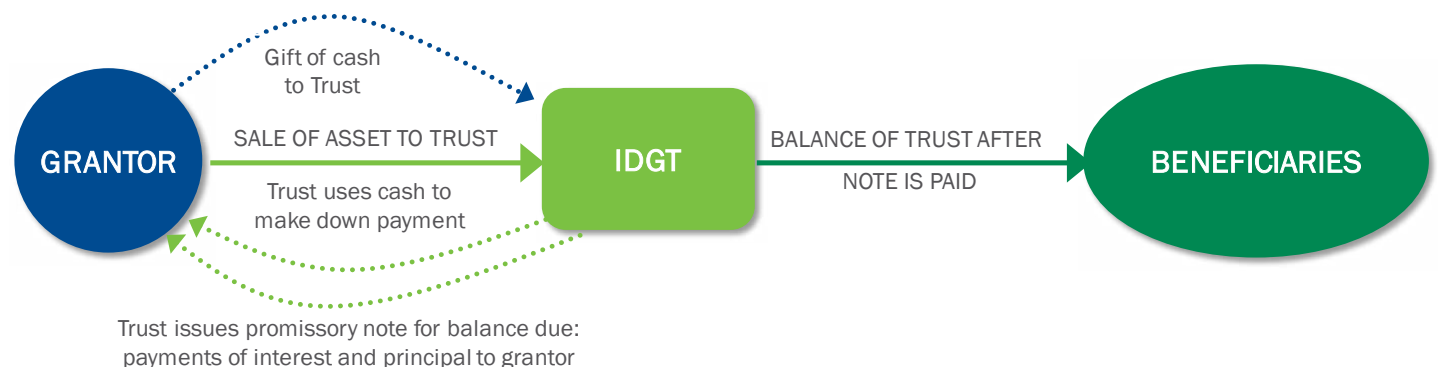 Gift of cash
to Trust
GRANTOR
SALE OF ASSET TO TRUST
Trust uses cash to
make down payment
IDGT
BALANCE OF TRUST AFTER
NOTE IS PAID
BENEFICIARIES
Trust issues promissory note for balance due:
payments of interest and principal to grantor